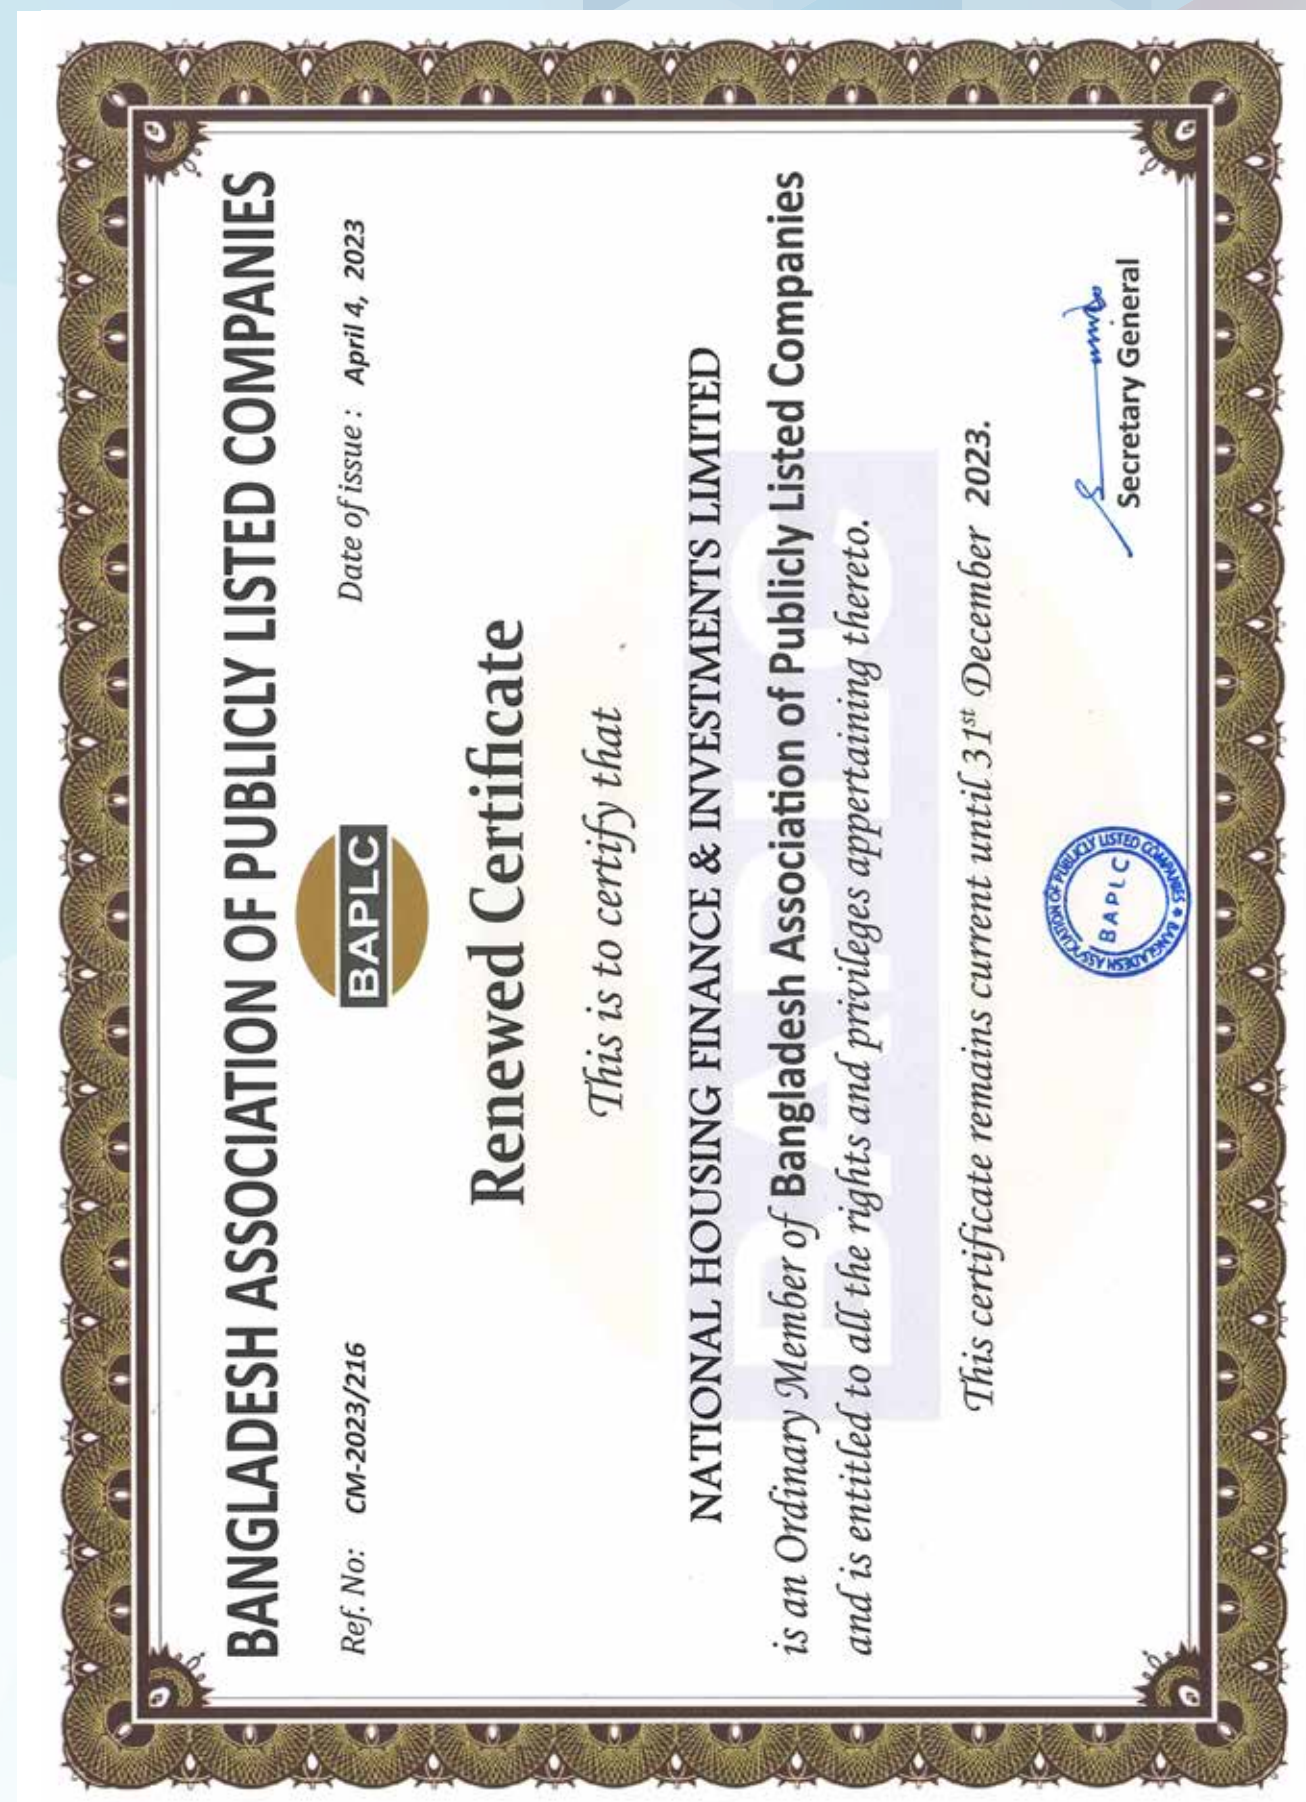 BANGLADESH ASSOCIATION OF PUBLICLY LISTED COMPANIES
Ref. No: CM-2023/216
BAPLC
Date of issue : April 4, 2023
Renewed Certificate
This is to certify that
NATIONAL HOUSING FINANCE & INVESTMENTS LIMITED
is an Ordinary Member of Bangladesh Association of Publicly Listed Companies
and is entitled to all the rights and privileges appertaining thereto.
BAPLC
This certificate remains current until 31st December 2023.
BANGLADESH ASSOCIATION OF PUBLICLY LISTED COMPANIES *
BAPLC
Secretary General